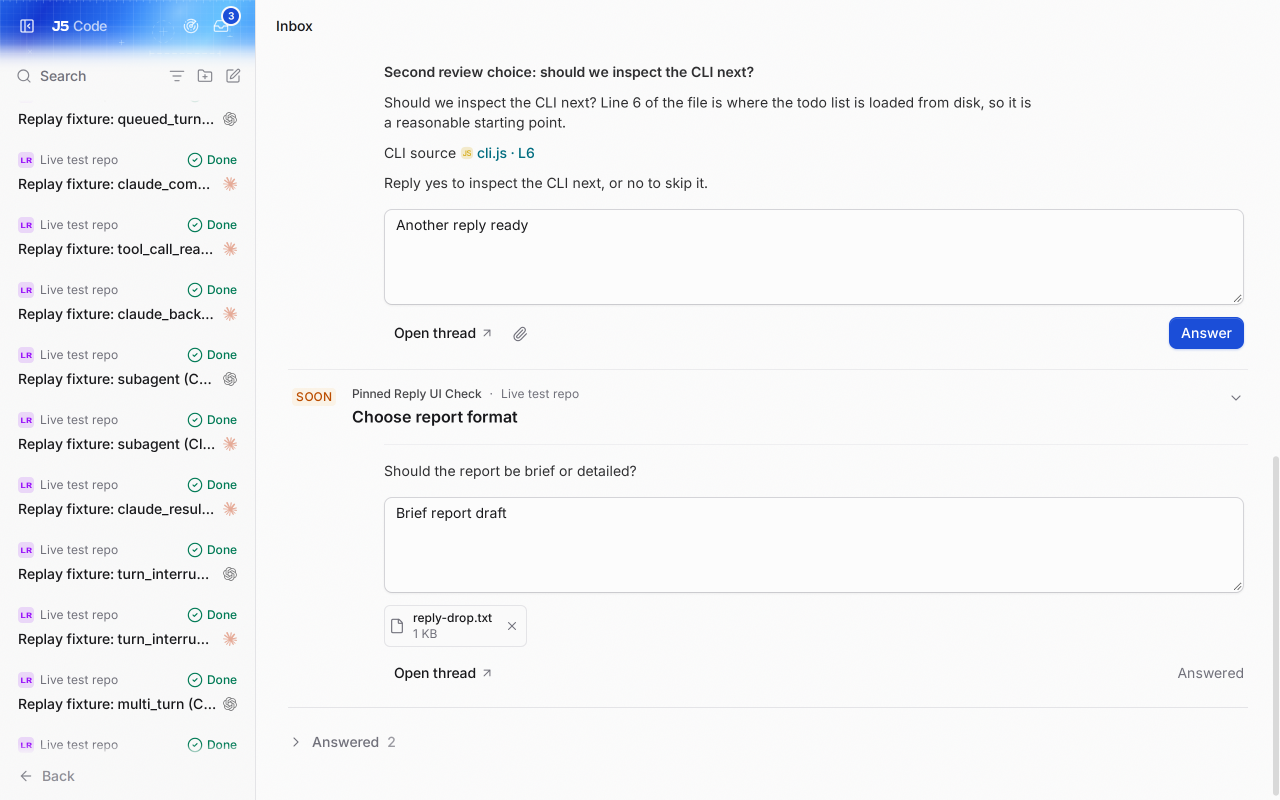 J5 Code
3
Search
Replay fixture: queued_turn...
LR Live test repo Done
Replay fixture: claude_com...
LR Live test repo Done
Replay fixture: tool_call_rea...
LR Live test repo Done
Replay fixture: claude_back...
LR Live test repo Done
Replay fixture: subagent (C...
LR Live test repo Done
Replay fixture: subagent (Cl...
LR Live test repo Done
Replay fixture: claude_resul...
LR Live test repo Done
Replay fixture: turn_interru...
LR Live test repo Done
Replay fixture: turn_interru...
LR Live test repo Done
Replay fixture: multi_turn (C...
LR Live test repo Done
Back
Inbox
Second review choice: should we inspect the CLI next?
Should we inspect the CLI next? Line 6 of the file is where the todo list is loaded from disk, so it is
a reasonable starting point.
CLI source JS cli.js · L6
Reply yes to inspect the CLI next, or no to skip it.
Another reply ready
Open thread
Answer
SOON
Pinned Reply UI Check · Live test repo
Choose report format
Should the report be brief or detailed?
Brief report draft
reply-drop.txt
1 KB
Open thread
Answered
Answered 2